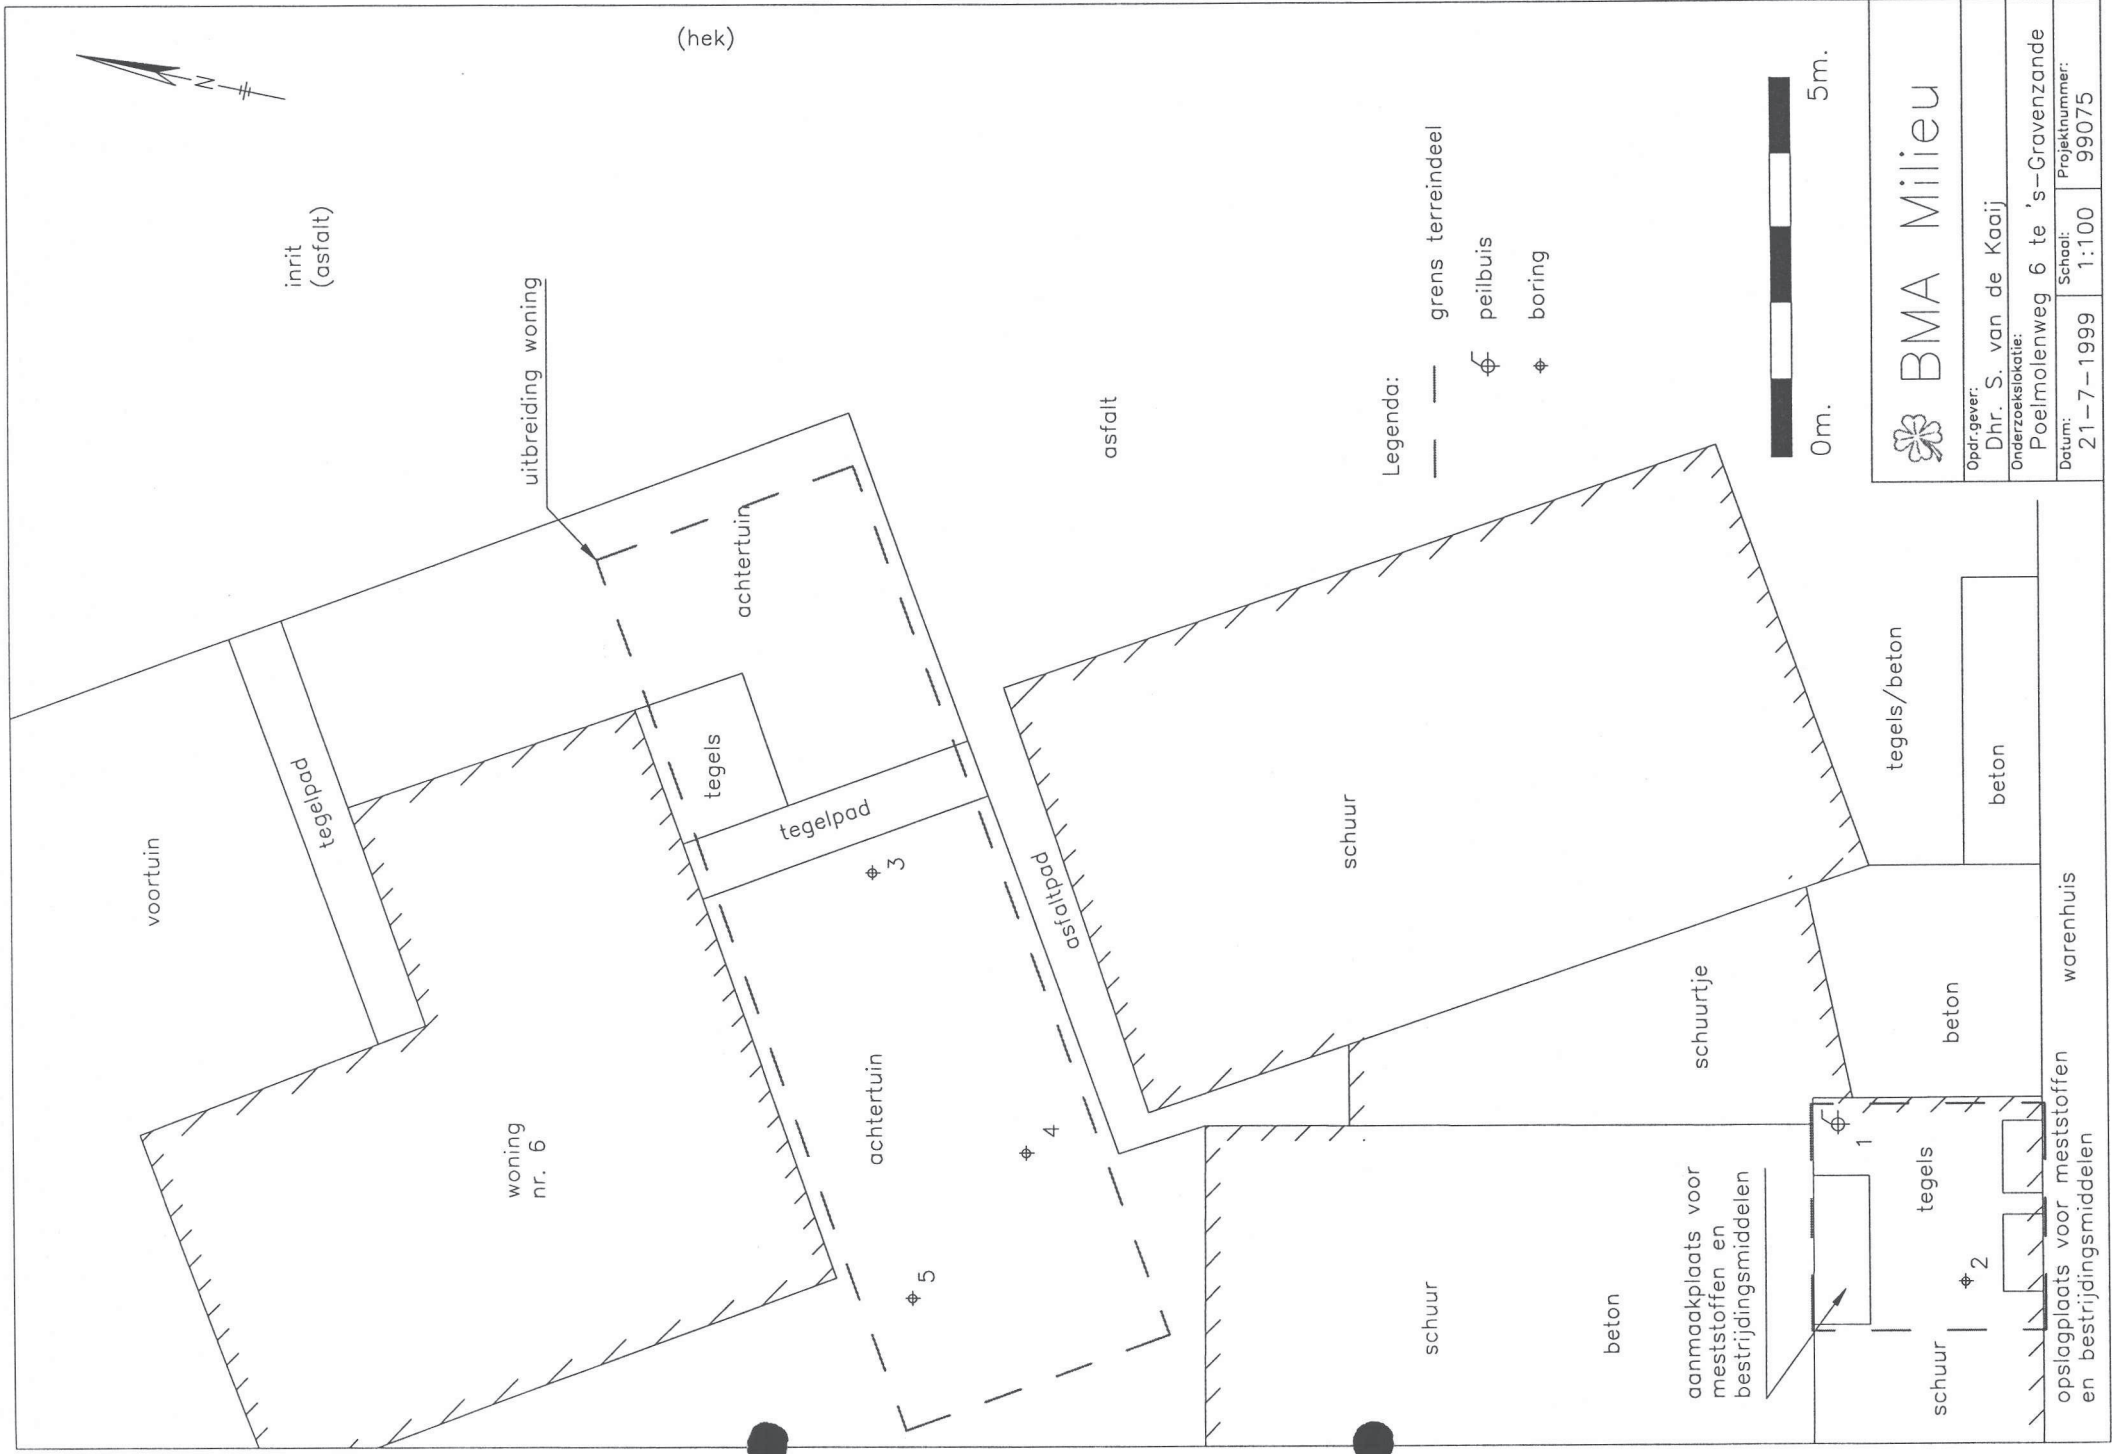 (hek)
N
inrit
(asfalt)
uitbreiding woning
voortuin
tegelpad
achtertuin
tegels
tegelpad
3
woning
nr. 6
achtertuin
4
5
asfaltpad
asfalt
schuur
schuurtje
schuur
beton
aanmaakplaats voor
meststoffen en
bestrijdingsmiddelen
1
tegels
2
schuur
opslagplaats voor meststoffen
en bestrijdingsmiddelen
warenhuis
beton
tegels/beton
beton
Legenda:
grens terreindeel
peilbuis
boring
0m.
5m.
BMA Milieu
Opdr.gever:
Dhr. S. van de Kaaij
Onderzoekslokatie:
Poelmolenweg 6 te 's-Gravenzande
Datum:
21-7-1999
Schaal:
1:100
Projektnummer:
99075